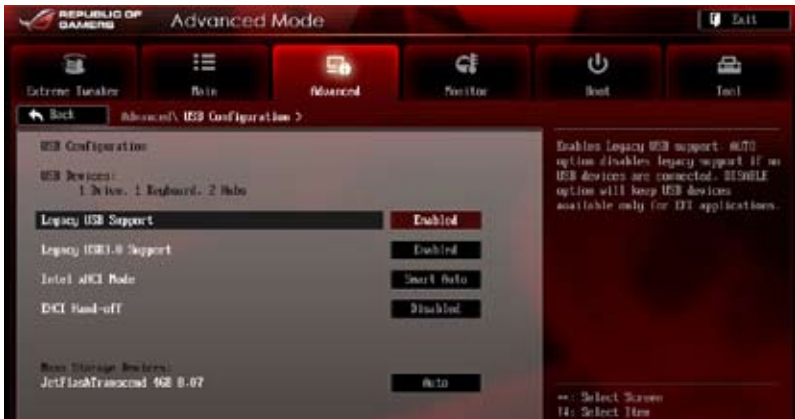 REPUBLIC OF GAMERS
Advanced Mode
Exit
Extreme Tweaker
Main
Advanced
Monitor
Boot
Tool
Back
Advanced\ USB Configuration >
USB Configuration
USB Devices:
1 Drive, 1 Keyboard, 2 Hubs
Legacy USB Support
Enabled
Legacy USB3.0 Support
Enabled
Intel xHCI Mode
Smart Auto
EHCI Hand-off
Disabled
Mass Storage Devices:
JetFlashTranscend 4GB 8.07
Auto
Enables Legacy USB support. AUTO
option disables legacy support if no
USB devices are connected. DISABLE
option will keep USB devices
available only for EFI applications.
: Select Screen
: Select Item